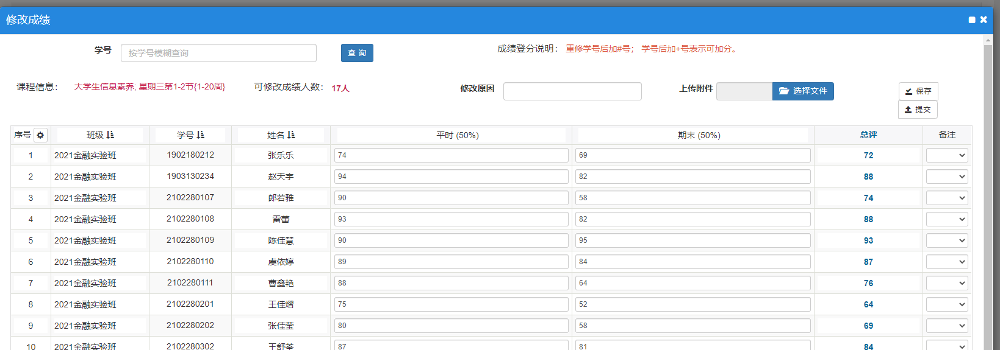 修改成绩
学号 按学号模糊查询 查 询 成绩登分说明： 重修学号后加#号； 学号后加+号表示可加分。
课程信息： 大学生信息素养; 星期三第1-2节{1-20周} 可修改成绩人数： 17人 修改原因 上传附件 选择文件 保存
提交
序号 班级 学号 姓名 平时 (50%) 期末 (50%) 总评 备注
1 2021金融实验班 1902180212 张乐乐 74 69 72
2 2021金融实验班 1903130234 赵天宇 94 82 88
3 2021金融实验班 2102280107 郎若雅 90 58 74
4 2021金融实验班 2102280108 雷蕾 93 82 88
5 2021金融实验班 2102280109 陈佳慧 90 95 93
6 2021金融实验班 2102280110 虞依婷 89 84 87
7 2021金融实验班 2102280111 曹鑫艳 88 64 76
8 2021金融实验班 2102280201 王佳熠 75 52 64
9 2021金融实验班 2102280202 张佳莹 80 58 69
10 2021金融实验班 2102280302 王舒荃 87 81 84